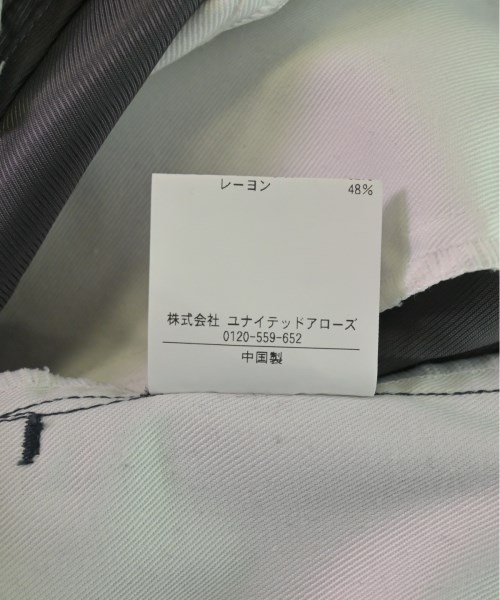 レーヨン 48%
株式会社 ユナイテッドアローズ
0120-559-652
中国製